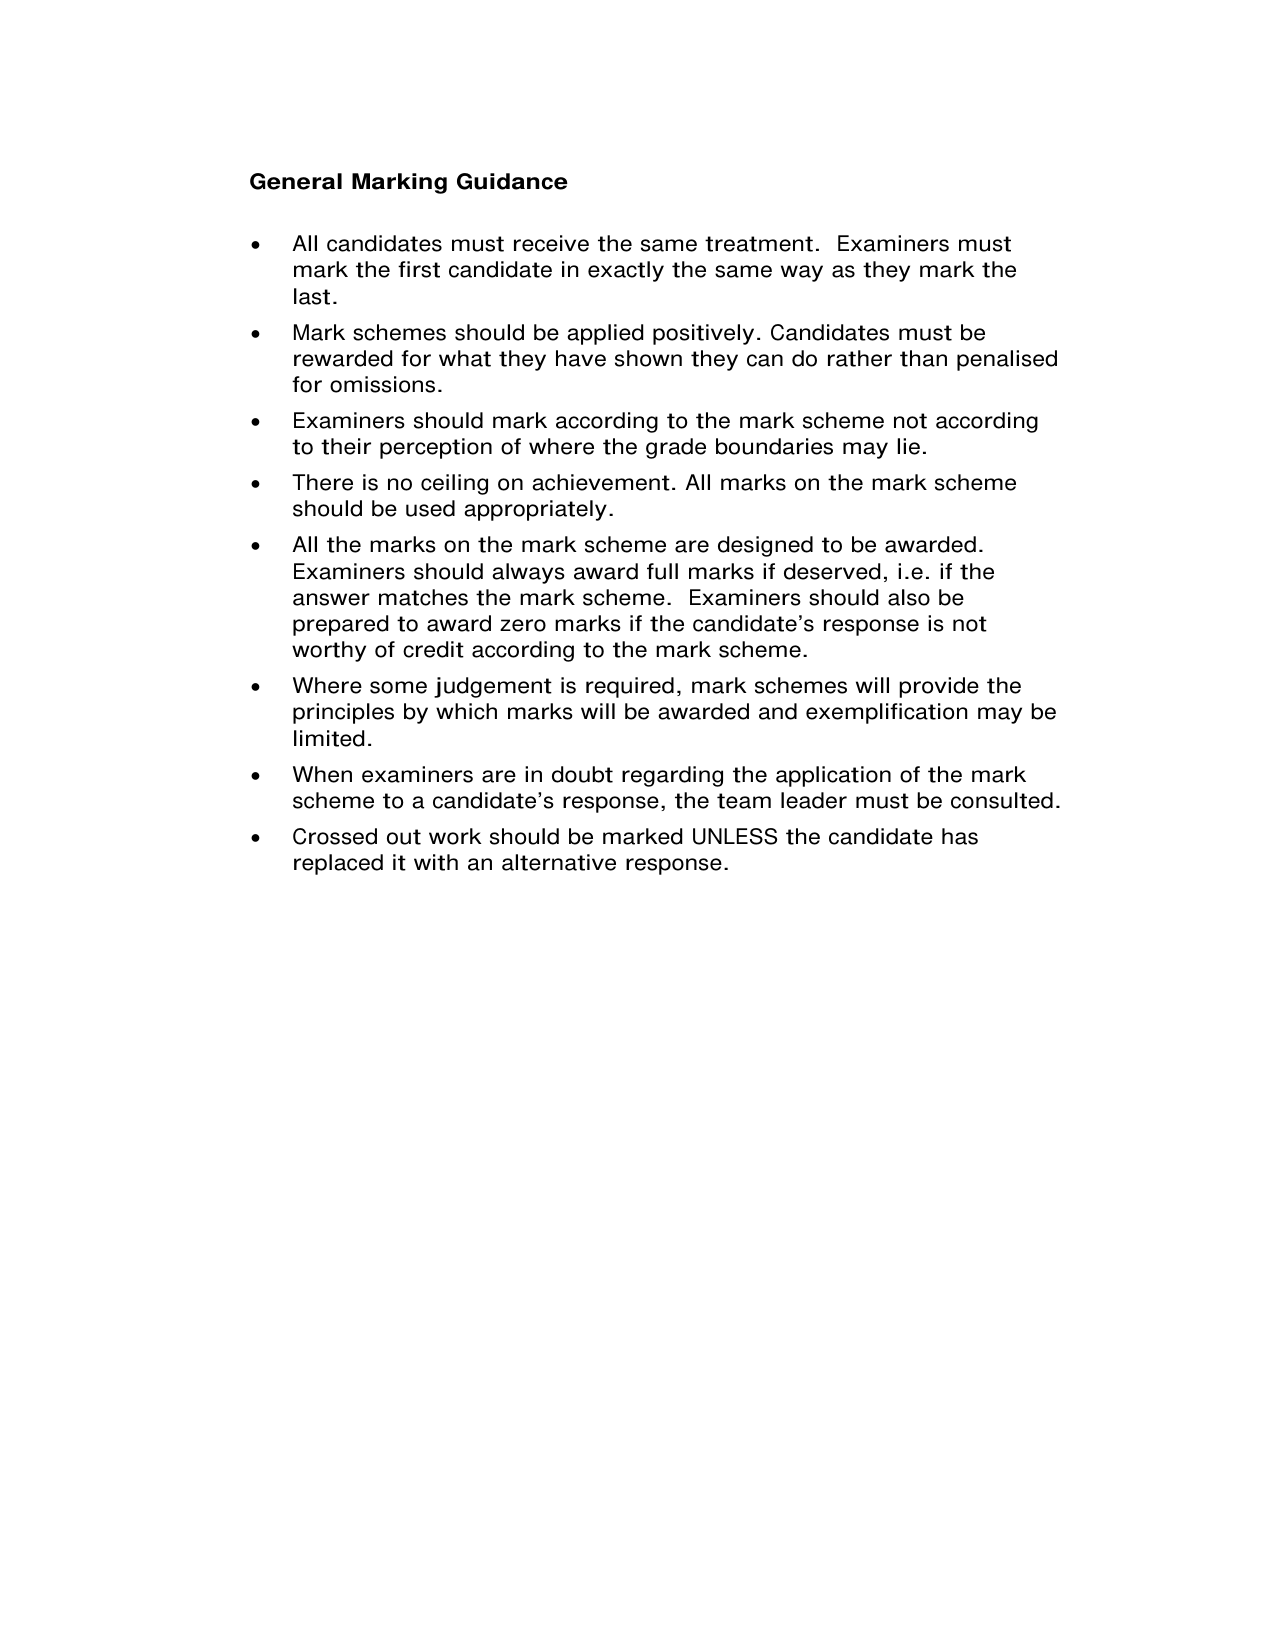 General Marking Guidance
• All candidates must receive the same treatment.  Examiners must
mark the first candidate in exactly the same way as they mark the
last.
• Mark schemes should be applied positively. Candidates must be
rewarded for what they have shown they can do rather than penalised
for omissions.
• Examiners should mark according to the mark scheme not according
to their perception of where the grade boundaries may lie.
• There is no ceiling on achievement. All marks on the mark scheme
should be used appropriately.
• All the marks on the mark scheme are designed to be awarded.
Examiners should always award full marks if deserved, i.e. if the
answer matches the mark scheme.  Examiners should also be
prepared to award zero marks if the candidate’s response is not
worthy of credit according to the mark scheme.
• Where some judgement is required, mark schemes will provide the
principles by which marks will be awarded and exemplification may be
limited.
• When examiners are in doubt regarding the application of the mark
scheme to a candidate’s response, the team leader must be consulted.
• Crossed out work should be marked UNLESS the candidate has
replaced it with an alternative response.